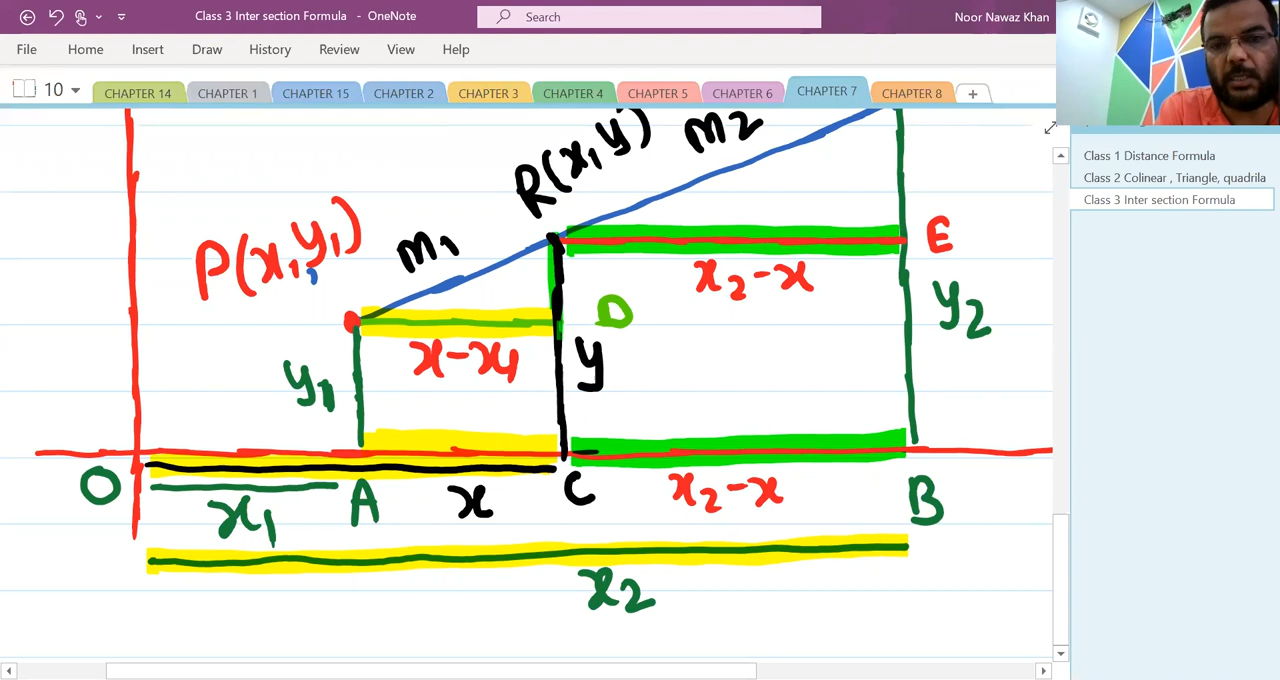 Class 3 Inter section Formula - OneNote
Search
Noor Nawaz Khan
File Home Insert Draw History Review View Help
10 CHAPTER 14 CHAPTER 1 CHAPTER 15 CHAPTER 2 CHAPTER 3 CHAPTER 4 CHAPTER 5 CHAPTER 6 CHAPTER 7 CHAPTER 8 +
Class 1 Distance Formula
Class 2 Colinear , Triangle, quadrila
Class 3 Inter section Formula
R(x,y) m2
P(x1,y1) m1
E
x2-x
D
y2
x-x1
y
y1
O
x1
A
x
C
x2-x
B
x2